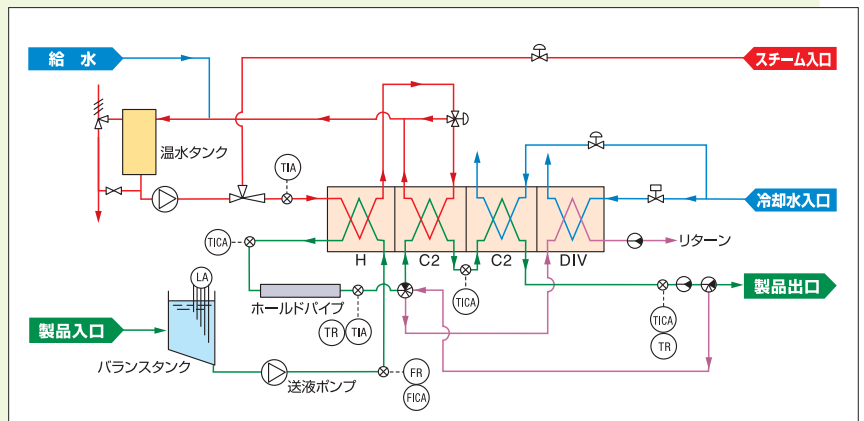 給 水
スチーム入口
温水タンク
TIA
冷却水入口
TICA
H
C2
C2
DIV
リターン
LA
ホールドパイプ
TICA
製品出口
TR
TIA
TICA
TR
製品入口
バランスタンク
送液ポンプ
FR
FICA